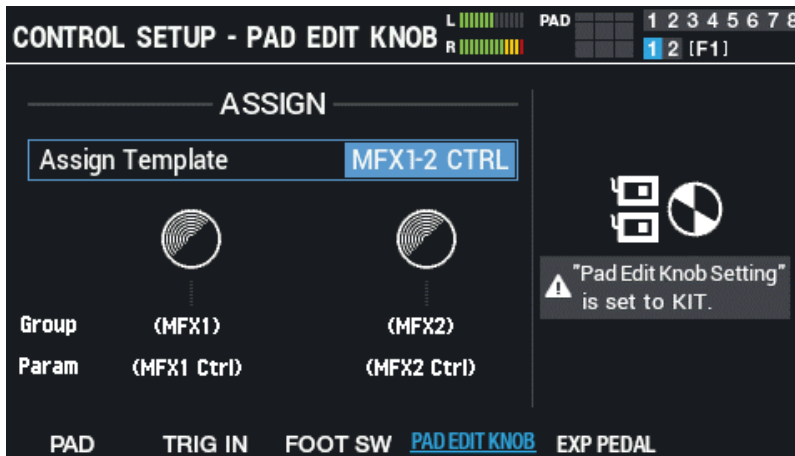 CONTROL SETUP - PAD EDIT KNOB
L
R
PAD
1 2 3 4 5 6 7 8
1 2 [F1]
ASSIGN
Assign Template MFX1-2 CTRL
Group (MFX1) (MFX2)
Param (MFX1 Ctrl) (MFX2 Ctrl)
"Pad Edit Knob Setting"
is set to KIT.
PAD TRIG IN FOOT SW PAD EDIT KNOB EXP PEDAL